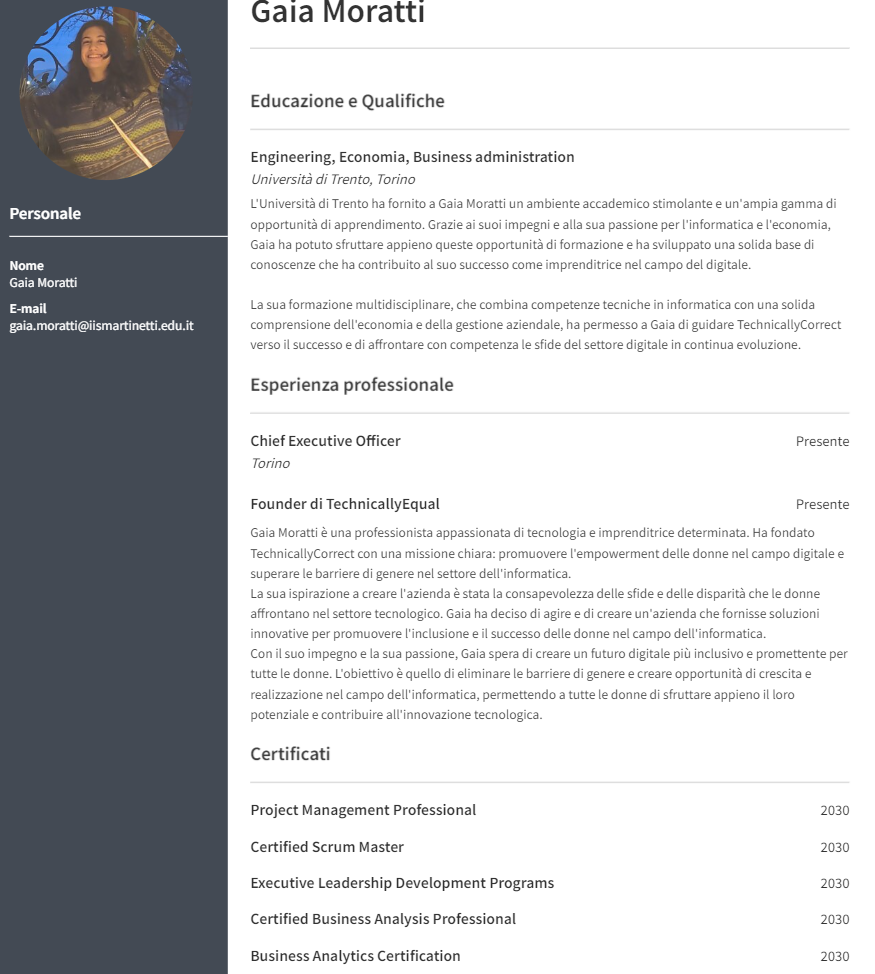 Gaia Moratti
Personale
Nome
Gaia Moratti
E-mail
gaia.moratti@iismartinetti.edu.it
Educazione e Qualifiche
Engineering, Economia, Business administration
Università di Trento, Torino
L'Università di Trento ha fornito a Gaia Moratti un ambiente accademico stimolante e un'ampia gamma di
opportunità di apprendimento. Grazie ai suoi impegni e alla sua passione per l'informatica e l'economia,
Gaia ha potuto sfruttare appieno queste opportunità di formazione e ha sviluppato una solida base di
conoscenze che ha contribuito al suo successo come imprenditrice nel campo del digitale.
La sua formazione multidisciplinare, che combina competenze tecniche in informatica con una solida
comprensione dell'economia e della gestione aziendale, ha permesso a Gaia di guidare TechnicallyCorrect
verso il successo e di affrontare con competenza le sfide del settore digitale in continua evoluzione.
Esperienza professionale
Chief Executive Officer Presente
Torino
Founder di TechnicallyEqual Presente
Gaia Moratti è una professionista appassionata di tecnologia e imprenditrice determinata. Ha fondato
TechnicallyCorrect con una missione chiara: promuovere l'empowerment delle donne nel campo digitale e
superare le barriere di genere nel settore dell'informatica.
La sua ispirazione a creare l'azienda è stata la consapevolezza delle sfide e delle disparità che le donne
affrontano nel settore tecnologico. Gaia ha deciso di agire e di creare un'azienda che fornisse soluzioni
innovative per promuovere l'inclusione e il successo delle donne nel campo dell'informatica.
Con il suo impegno e la sua passione, Gaia spera di creare un futuro digitale più inclusivo e promettente per
tutte le donne. L'obiettivo è quello di eliminare le barriere di genere e creare opportunità di crescita e
realizzazione nel campo dell'informatica, permettendo a tutte le donne di sfruttare appieno il loro
potenziale e contribuire all'innovazione tecnologica.
Certificati
Project Management Professional 2030
Certified Scrum Master 2030
Executive Leadership Development Programs 2030
Certified Business Analysis Professional 2030
Business Analytics Certification 2030